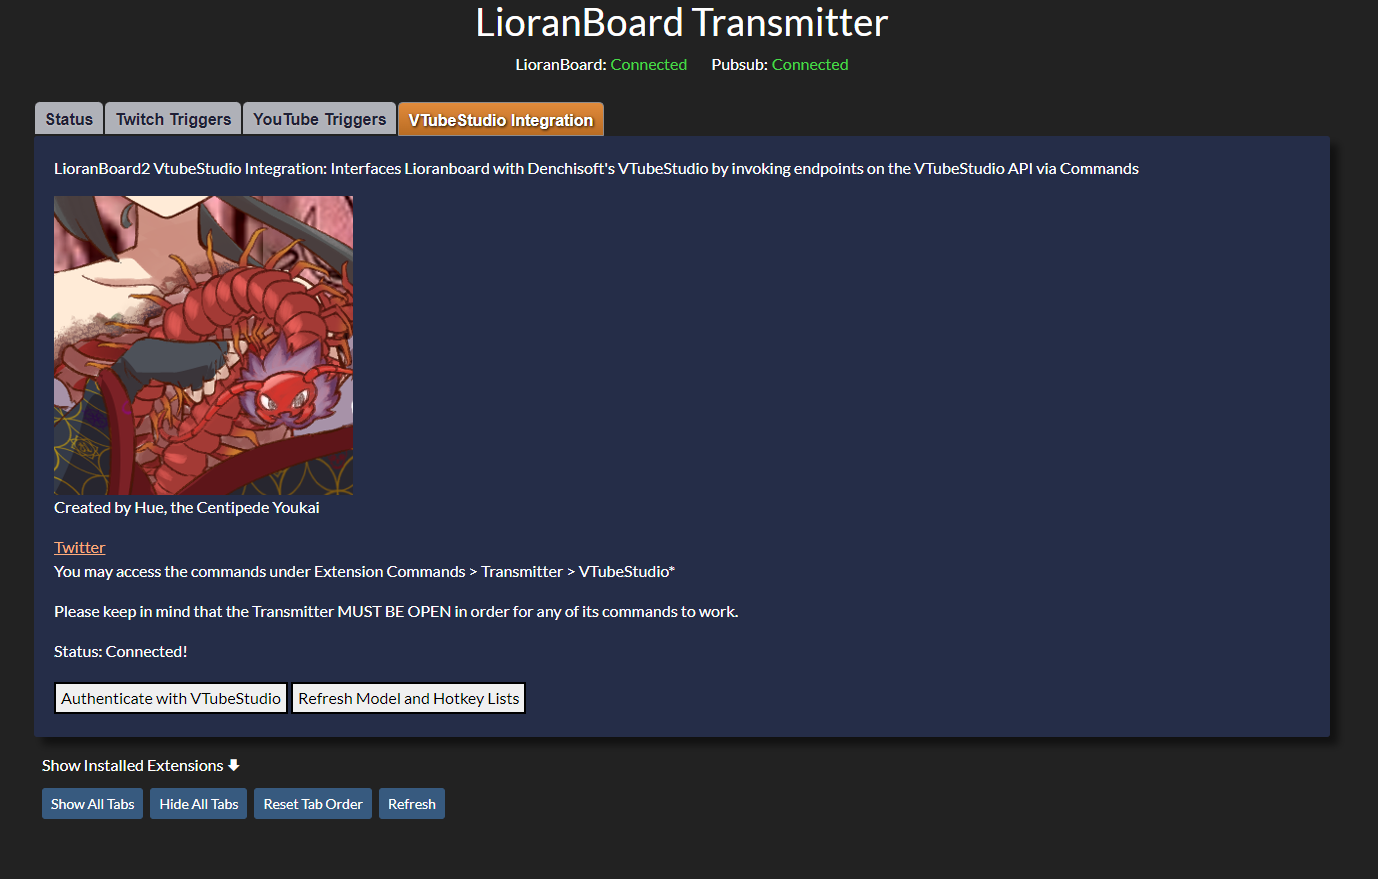 LioranBoard Transmitter
LioranBoard: Connected Pubsub: Connected
Status Twitch Triggers YouTube Triggers VTubeStudio Integration
LioranBoard2 VtubeStudio Integration: Interfaces Lioranboard with Denchisoft's VTubeStudio by invoking endpoints on the VTubeStudio API via Commands
Created by Hue, the Centipede Youkai
Twitter
You may access the commands under Extension Commands > Transmitter > VTubeStudio*
Please keep in mind that the Transmitter MUST BE OPEN in order for any of its commands to work.
Status: Connected!
Authenticate with VTubeStudio Refresh Model and Hotkey Lists
Show Installed Extensions
Show All Tabs Hide All Tabs Reset Tab Order Refresh